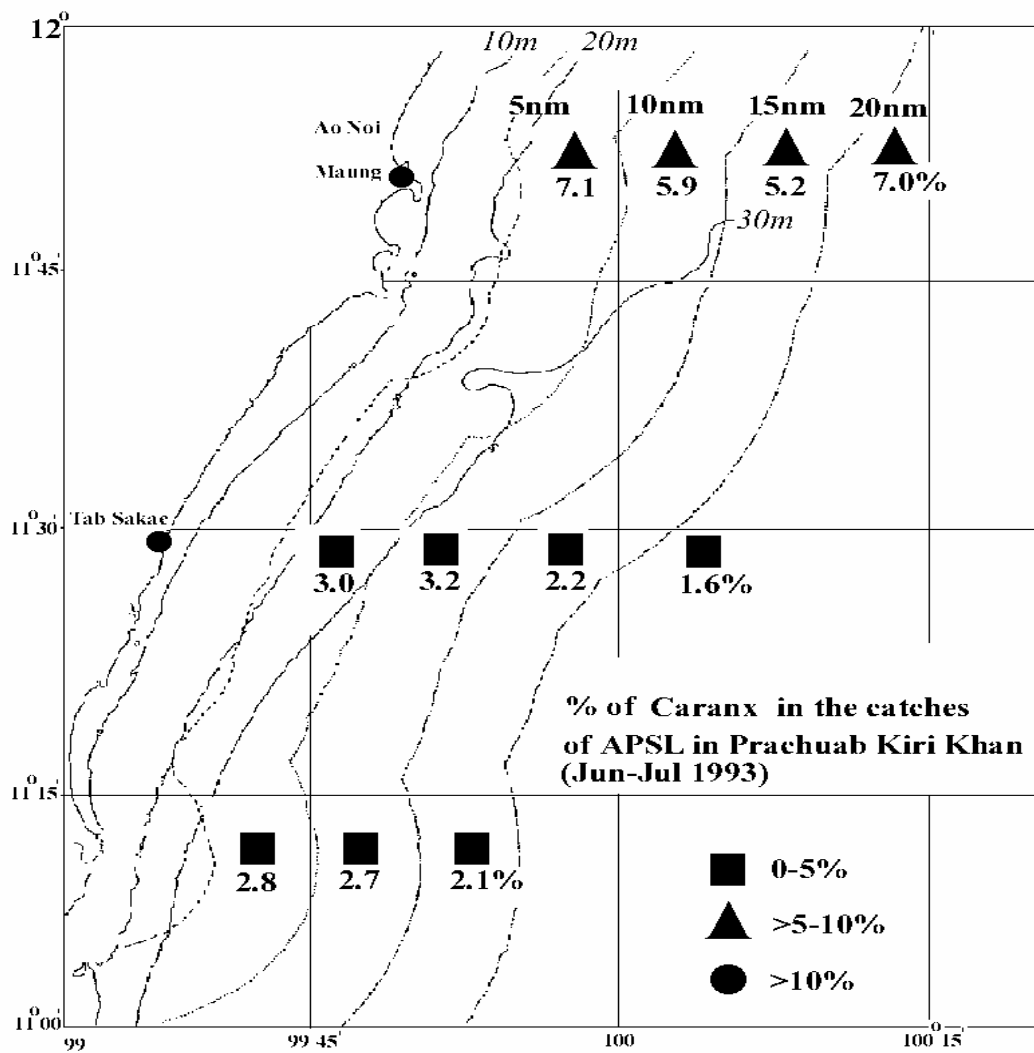 12°
11°
10m 20m
5nm 10nm 15nm 20nm
Ao Noi
Maung
7.1 5.9 5.2 7.0%
30m
11° 45'
Tab Sakae
11° 30'
3.0 3.2 2.2 1.6%
% of Caranx in the catches
of APSL in Prachuab Kiri Khan
(Jun-Jul 1993)
11° 15'
2.8 2.7 2.1%
0-5%
>5-10%
>10%
11° 00'
99 99 45' 100 100° 15'